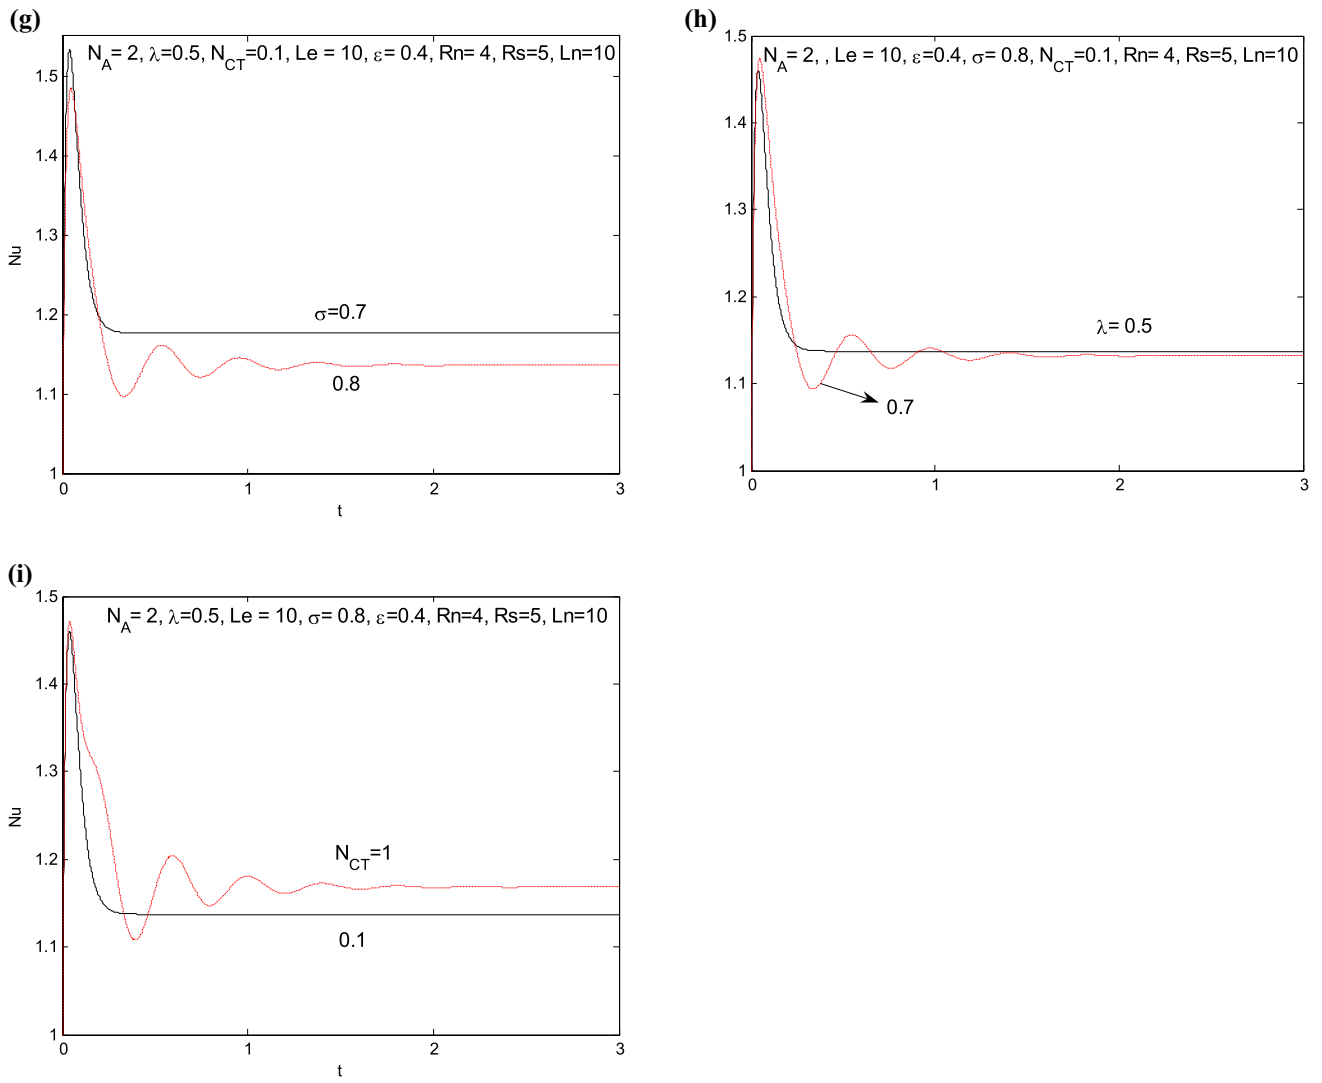 (g)
N_A= 2, λ=0.5, N_CT=0.1, Le = 10, ε= 0.4, Rn= 4, Rs=5, Ln=10
1.5
1.4
1.3
1.2
1.1
1
Nu
σ=0.7
0.8
0 1 2 3
t
(h)
N_A= 2, , Le = 10, ε=0.4, σ= 0.8, N_CT=0.1, Rn= 4, Rs=5, Ln=10
1.5
1.4
1.3
1.2
1.1
1
λ= 0.5
0.7
0 1 2 3
(i)
N_A= 2, λ=0.5, Le = 10, σ= 0.8, ε=0.4, Rn=4, Rs=5, Ln=10
1.5
1.4
1.3
1.2
1.1
1
Nu
N_CT=1
0.1
0 1 2 3
t